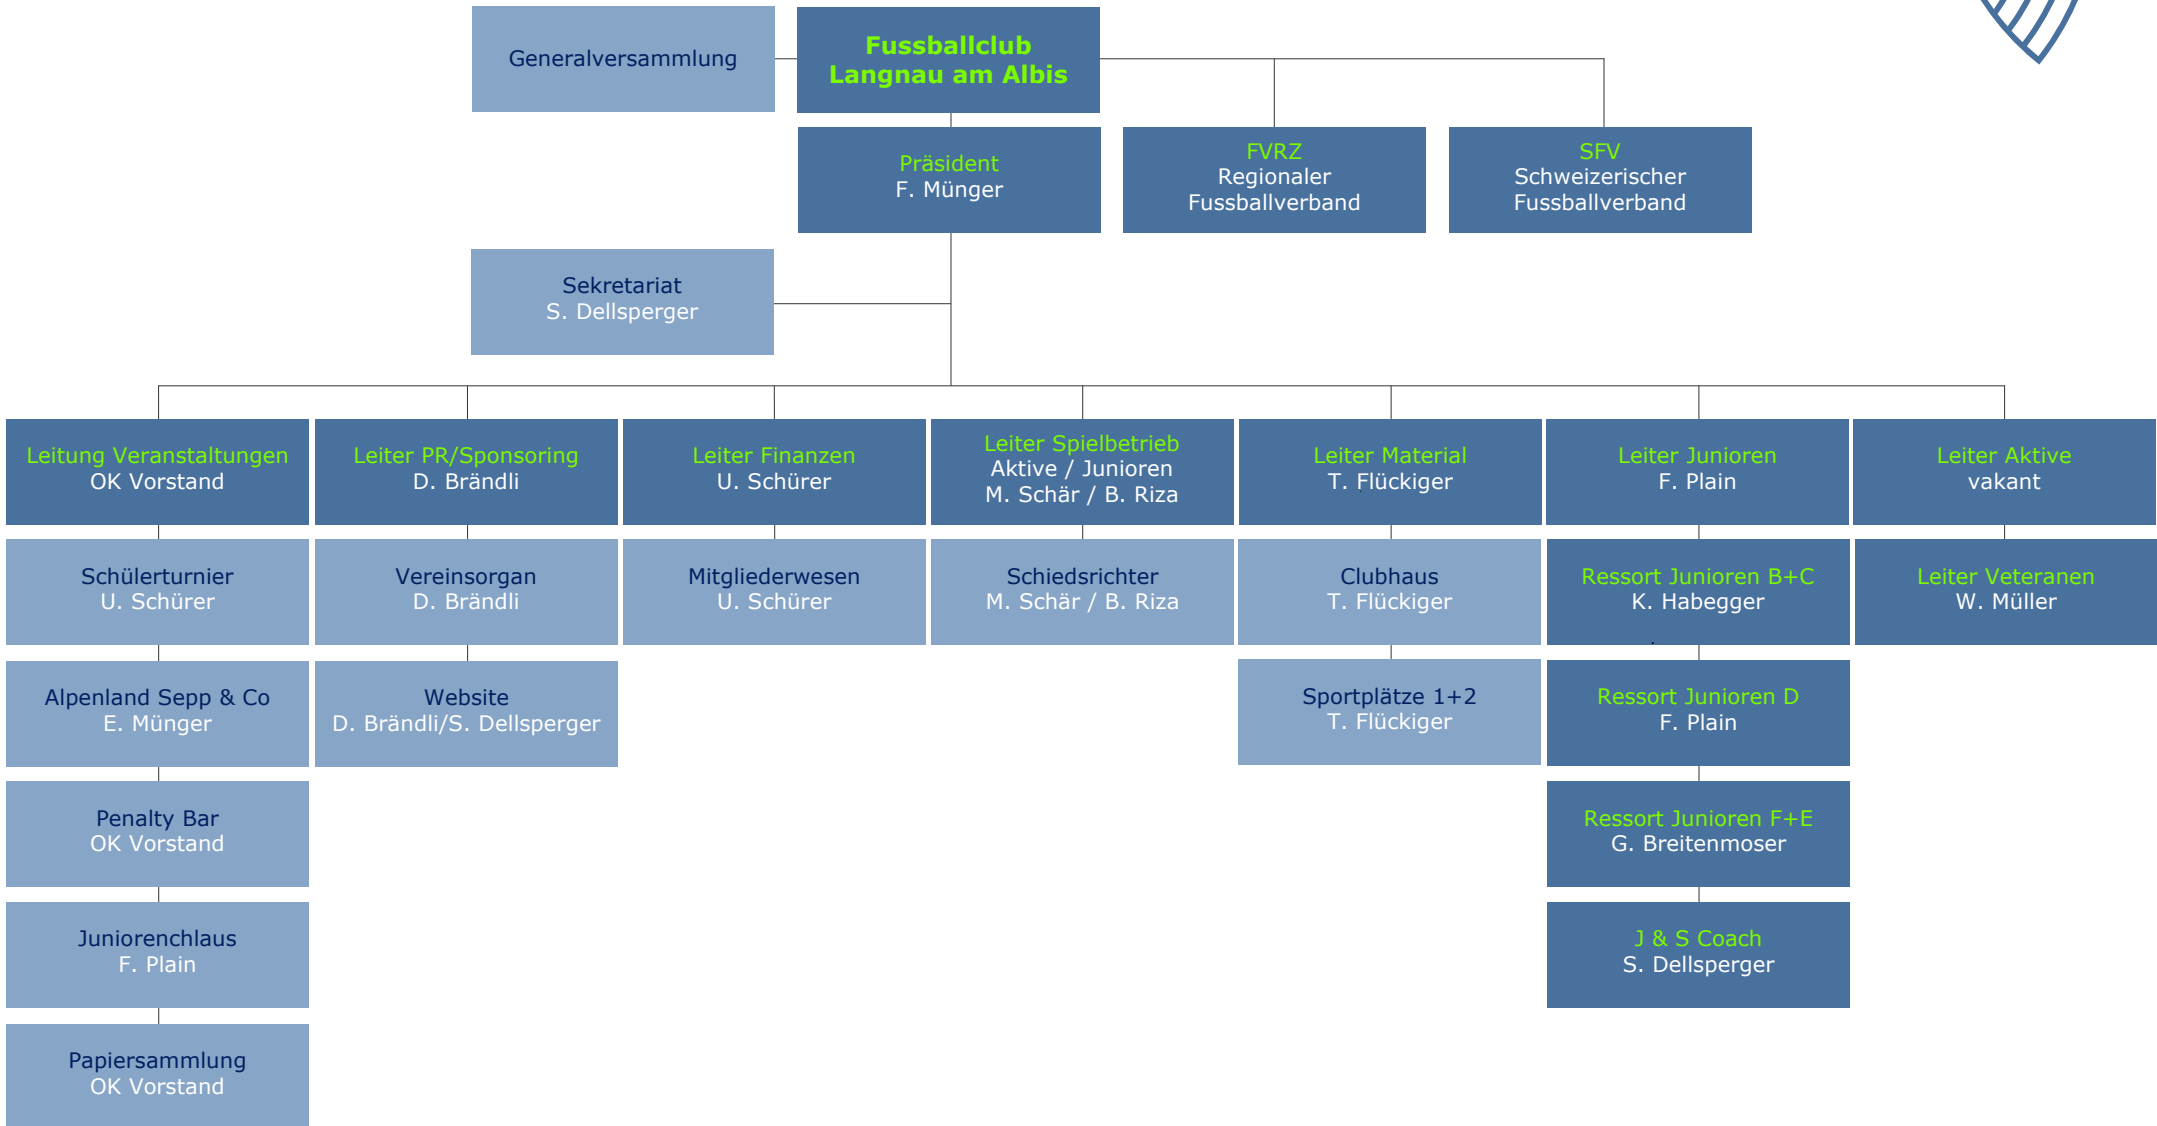 Generalversammlung
Fussballclub
Langnau am Albis
Präsident
F. Münger
FVRZ
Regionaler
Fussballverband
SFV
Schweizerischer
Fussballverband
Sekretariat
S. Dellsperger
Leitung Veranstaltungen
OK Vorstand
Leiter PR/Sponsoring
D. Brändli
Leiter Finanzen
U. Schürer
Leiter Spielbetrieb
Aktive / Junioren
M. Schär / B. Riza
Leiter Material
T. Flückiger
Leiter Junioren
F. Plain
Leiter Aktive
vakant
Schülerturnier
U. Schürer
Vereinsorgan
D. Brändli
Mitgliederwesen
U. Schürer
Schiedsrichter
M. Schär / B. Riza
Clubhaus
T. Flückiger
Ressort Junioren B+C
K. Habegger
Leiter Veteranen
W. Müller
Alpenland Sepp & Co
E. Münger
Website
D. Brändli/S. Dellsperger
Sportplätze 1+2
T. Flückiger
Ressort Junioren D
F. Plain
Penalty Bar
OK Vorstand
Ressort Junioren F+E
G. Breitenmoser
Juniorenchlaus
F. Plain
J & S Coach
S. Dellsperger
Papiersammlung
OK Vorstand